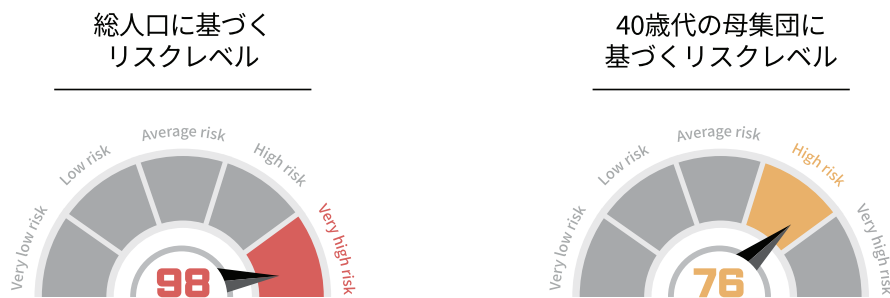 総人口に基づく
リスクレベル
Very low risk
Low risk
Average risk
High risk
Very high risk
98
40歳代の母集団に
基づくリスクレベル
Very low risk
Low risk
Average risk
High risk
Very high risk
76